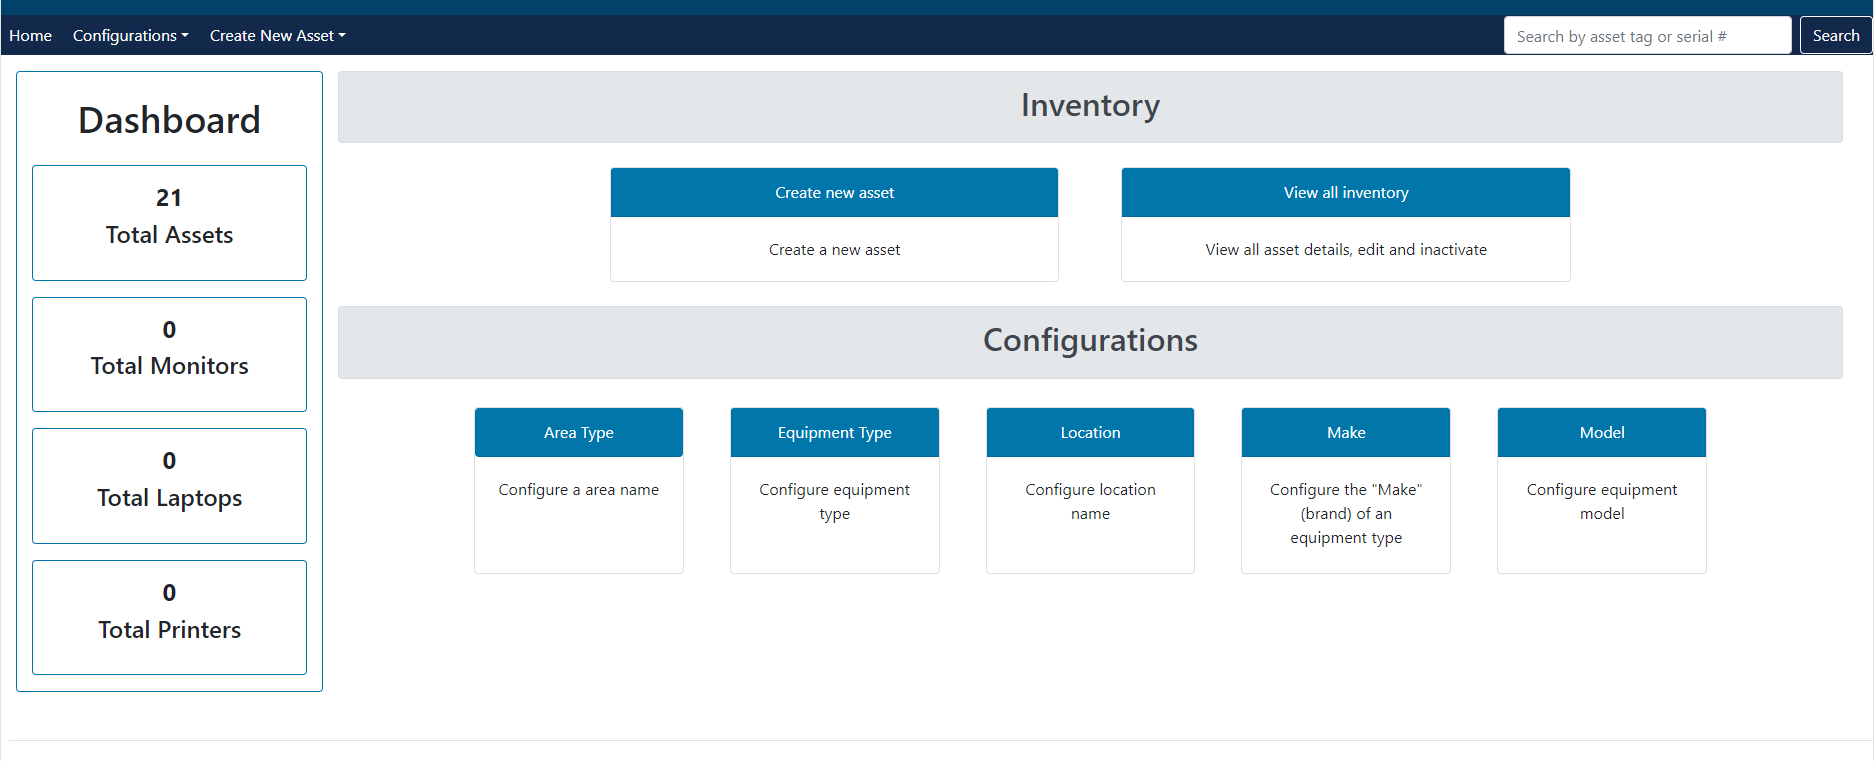 Home Configurations Create New Asset Search by asset tag or serial # Search
Dashboard
21
Total Assets
0
Total Monitors
0
Total Laptops
0
Total Printers
Inventory
Create new asset
Create a new asset
View all inventory
View all asset details, edit and inactivate
Configurations
Area Type
Configure a area name
Equipment Type
Configure equipment
type
Location
Configure location
name
Make
Configure the "Make"
(brand) of an
equipment type
Model
Configure equipment
model